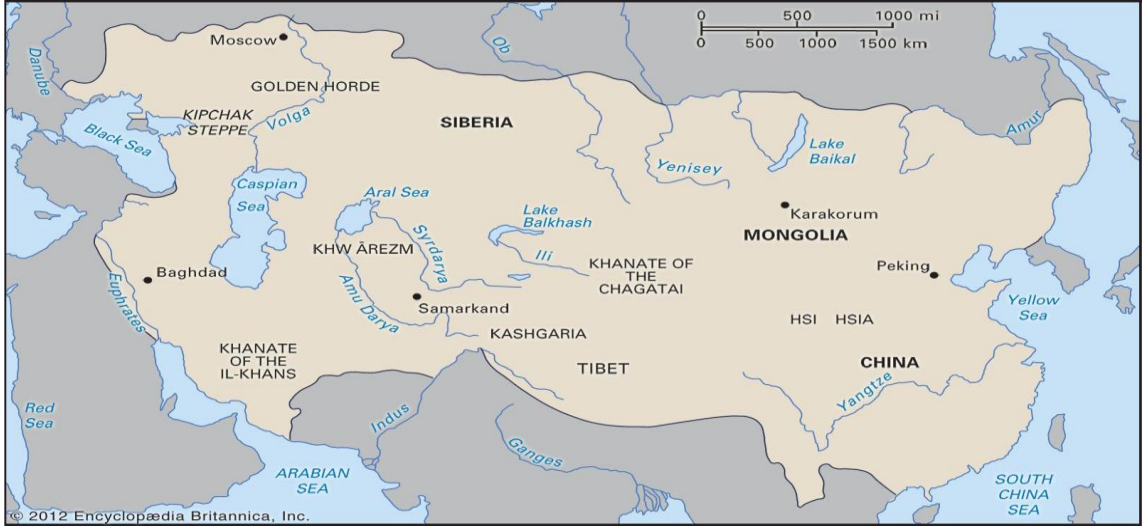 0 500 1000 mi
0 500 1000 1500 km
Moscow
Ob
Danube
GOLDEN HORDE
KIPCHAK
STEPPE
Volga
SIBERIA
Amur
Black Sea
Lake
Baikal
Yenisey
Caspian
Sea
Aral Sea
Lake
Balkhash
Karakorum
MONGOLIA
KHW ĀREZM
Syrdarya
Ili
KHANATE OF
THE
CHAGATAI
Peking
Baghdad
Euphrates
Amu Darya
Samarkand
Yellow
Sea
HSI HSIA
KASHGARIA
KHANATE
OF THE
IL-KHANS
TIBET
CHINA
Yangtze
Red
Sea
Indus
Ganges
ARABIAN
SEA
SOUTH
CHINA
SEA
© 2012 Encyclopædia Britannica, Inc.